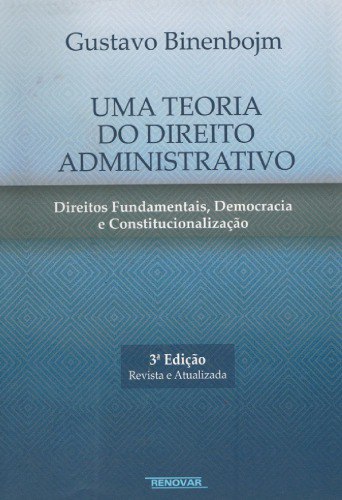 Gustavo Binenbojm
UMA TEORIA
DO DIREITO
ADMINISTRATIVO
Direitos Fundamentais, Democracia
e Constitucionalização
3ª Edição
Revista e Atualizada
RENOVAR